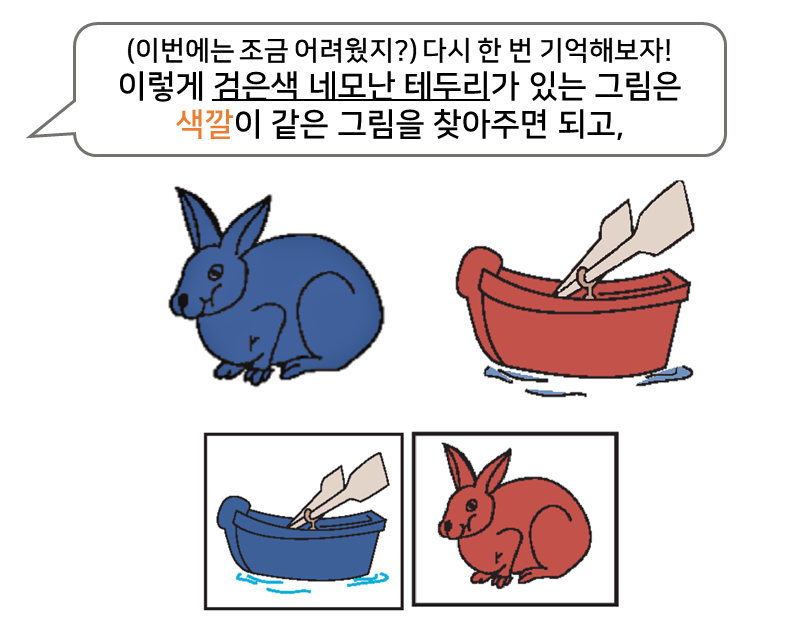 (이번에는 조금 어려웠지?) 다시 한 번 기억해보자!
이렇게 검은색 네모난 테두리가 있는 그림은
색깔이 같은 그림을 찾아주면 되고,